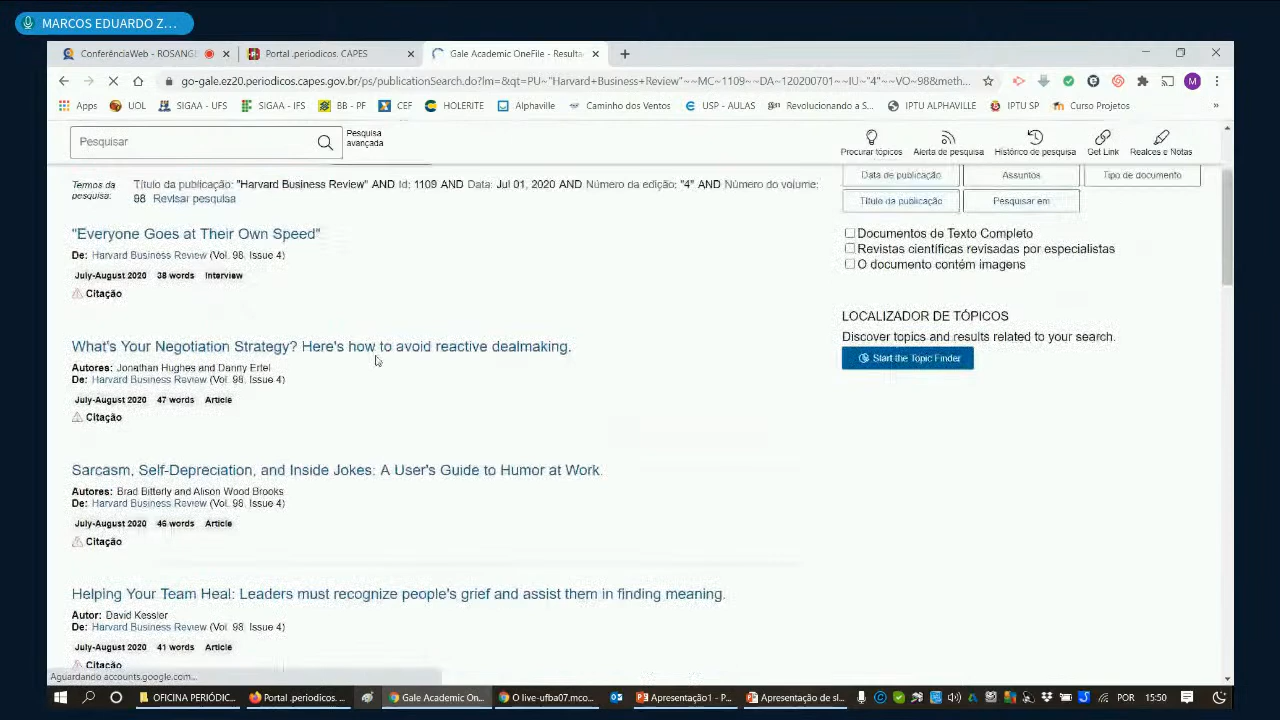 MARCOS EDUARDO Z...
ConferênciaWeb - ROSANGE
Portal .periodicos. CAPES
Gale Academic OneFile - Resulta
go-gale.ez20.periodicos.capes.gov.br/ps/publicationSearch.do?lm=&qt=PU~"Harvard+Business+Review"~~MC~1109~~DA~120200701~~IU~"4"~~VO~98&meth...
M
Apps
UOL
SIGAA - UFS
SIGAA - IFS
BB - PF
CEF
HOLERITE
Alphaville
Caminho dos Ventos
USP - AULAS
Revolucionando a S...
IPTU ALPHAVILLE
IPTU SP
Curso Projetos
»
Pesquisar
Pesquisa
avançada
Procurar tópicos
Alerta de pesquisa
Histórico de pesquisa
Get Link
Realces e Notas
Termos da
pesquisa:
Título da publicação: "Harvard Business Review" AND Id: 1109 AND Data: Jul 01, 2020 AND Número da edição: "4" AND Número do volume:
98 Revisar pesquisa
Data de publicação
Assuntos
Tipo de documento
Título da publicação
Pesquisar em
Documentos de Texto Completo
Revistas científicas revisadas por especialistas
O documento contém imagens
LOCALIZADOR DE TÓPICOS
Discover topics and results related to your search.
Start the Topic Finder
"Everyone Goes at Their Own Speed"
De: Harvard Business Review (Vol. 98. Issue 4)
July-August 2020 38 words Interview
Citação
What's Your Negotiation Strategy? Here's how to avoid reactive dealmaking.
Autores: Jonathan Hughes and Danny Ertel
De: Harvard Business Review (Vol. 98. Issue 4)
July-August 2020 47 words Article
Citação
Sarcasm, Self-Depreciation, and Inside Jokes: A User's Guide to Humor at Work.
Autores: Brad Bitterly and Alison Wood Brooks
De: Harvard Business Review (Vol. 98. Issue 4)
July-August 2020 46 words Article
Citação
Helping Your Team Heal: Leaders must recognize people's grief and assist them in finding meaning.
Autor: David Kessler
De: Harvard Business Review (Vol. 98. Issue 4)
July-August 2020 41 words Article
Citação
Aguardando accounts.google.com...
OFICINA PERIÓDIC...
Portal .periodicos. ...
Gale Academic On...
O live-ufba07.mco...
Apresentação1 - P...
Apresentação de sl...
POR
15:50